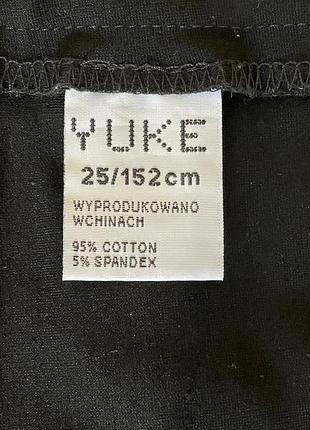 YUKE
25/152cm
WYPRODUKOWANO
WCHINACH
95% COTTON
5% SPANDEX